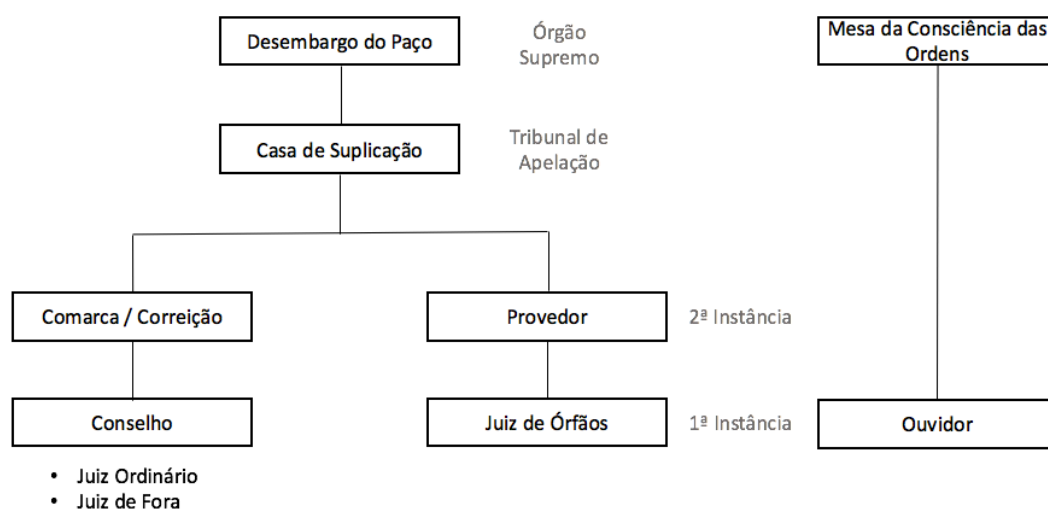 Desembargo do Paço
Órgão
Supremo
Mesa da Consciência das
Ordens
Casa de Suplicação
Tribunal de
Apelação
Comarca / Correição
Provedor
2ª Instância
Conselho
Juiz de Órfãos
1ª Instância
Ouvidor
• Juiz Ordinário
• Juiz de Fora